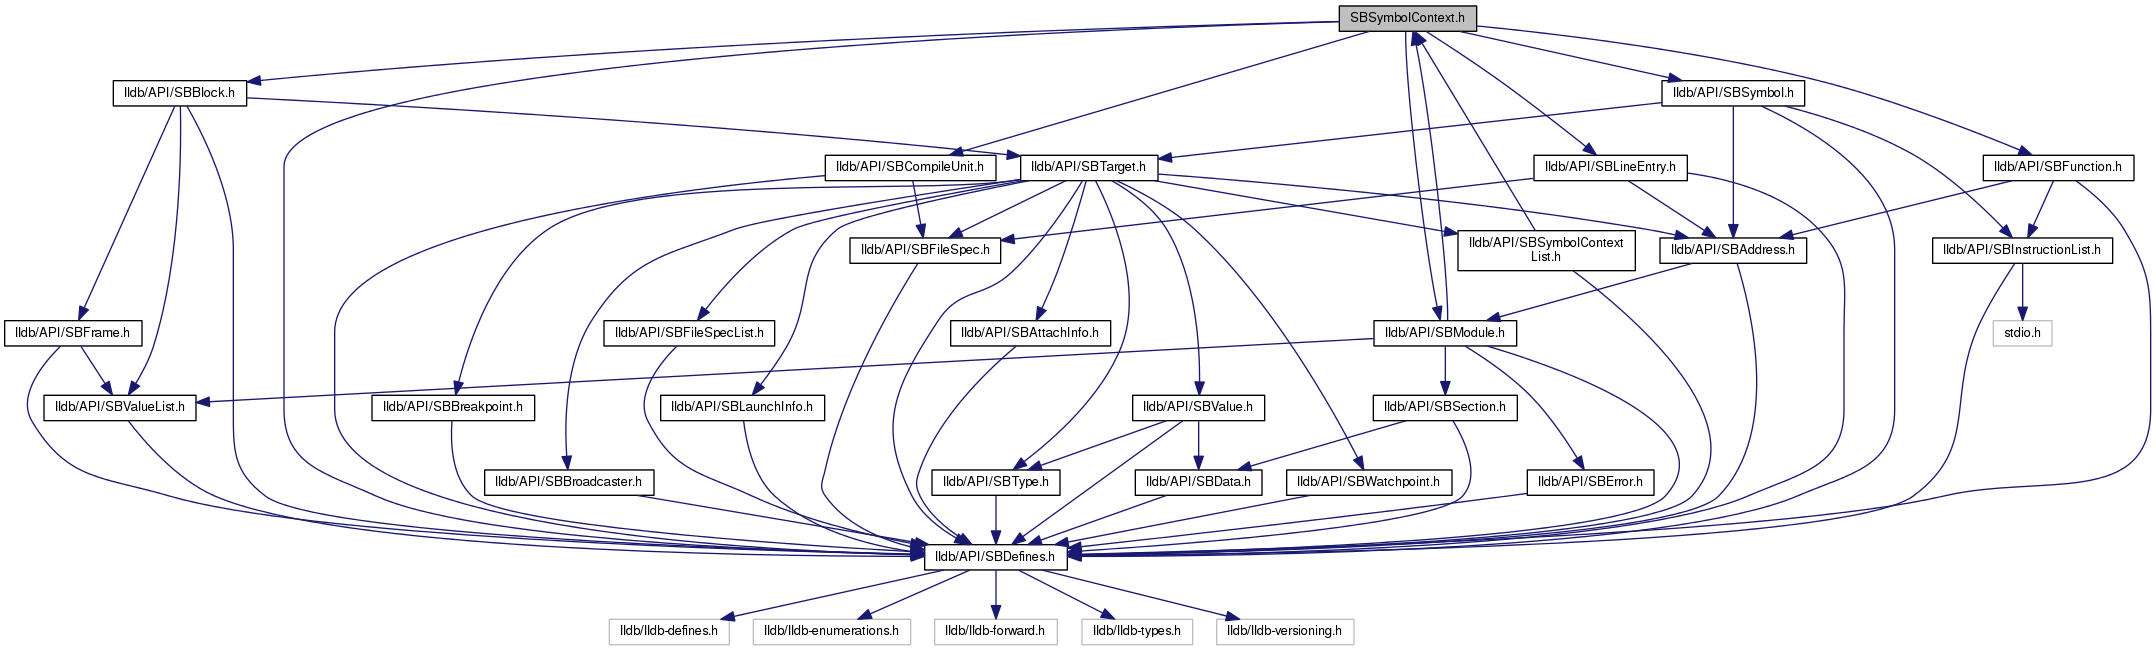 SBSymbolContext.h
lldb/API/SBBlock.h
lldb/API/SBSymbol.h
lldb/API/SBCompileUnit.h
lldb/API/SBTarget.h
lldb/API/SBLineEntry.h
lldb/API/SBFunction.h
lldb/API/SBFileSpec.h
lldb/API/SBSymbolContext
List.h
lldb/API/SBAddress.h
lldb/API/SBInstructionList.h
lldb/API/SBFrame.h
lldb/API/SBFileSpecList.h
lldb/API/SBAttachInfo.h
lldb/API/SBModule.h
stdio.h
lldb/API/SBValueList.h
lldb/API/SBBreakpoint.h
lldb/API/SBLaunchInfo.h
lldb/API/SBValue.h
lldb/API/SBSection.h
lldb/API/SBBroadcaster.h
lldb/API/SBType.h
lldb/API/SBData.h
lldb/API/SBWatchpoint.h
lldb/API/SBError.h
lldb/API/SBDefines.h
lldb/lldb-defines.h
lldb/lldb-enumerations.h
lldb/lldb-forward.h
lldb/lldb-types.h
lldb/lldb-versioning.h